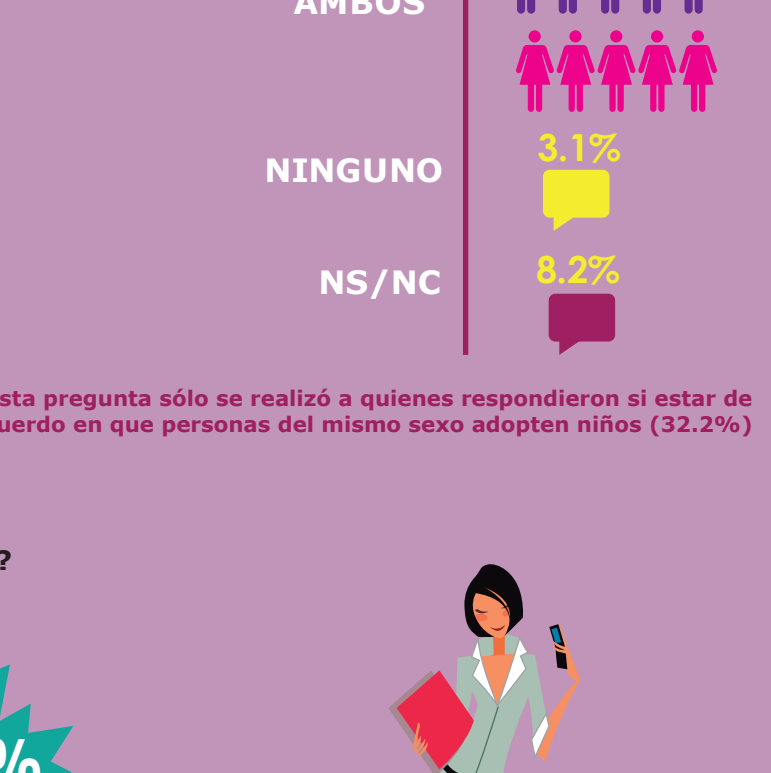 AMBOS
3.1%
NINGUNO
8.2%
NS/NC
sta pregunta sólo se realizó a quienes respondieron si estar de
uerdo en que personas del mismo sexo adopten niños (32.2%)
?
%